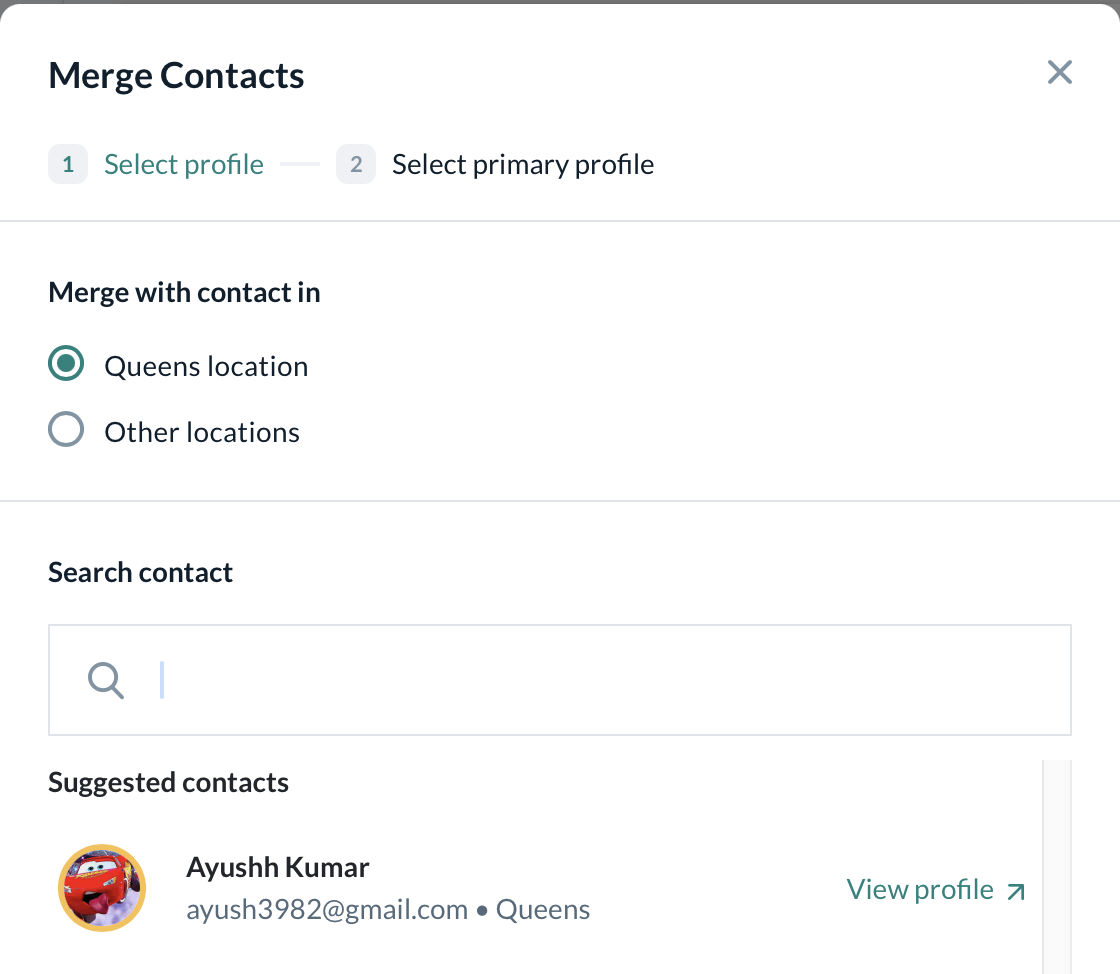 Merge Contacts
1 Select profile 2 Select primary profile
Merge with contact in
Queens location
Other locations
Search contact
Suggested contacts
Ayushh Kumar
ayush3982@gmail.com • Queens
View profile